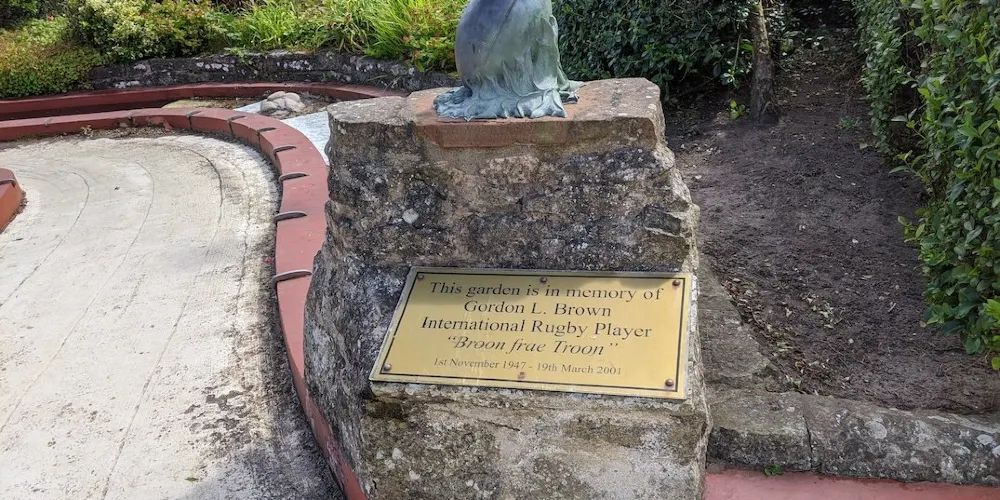 This garden is in memory of
Gordon L. Brown
International Rugby Player
"Broon frae Troon"
1st November 1947 - 19th March 2001